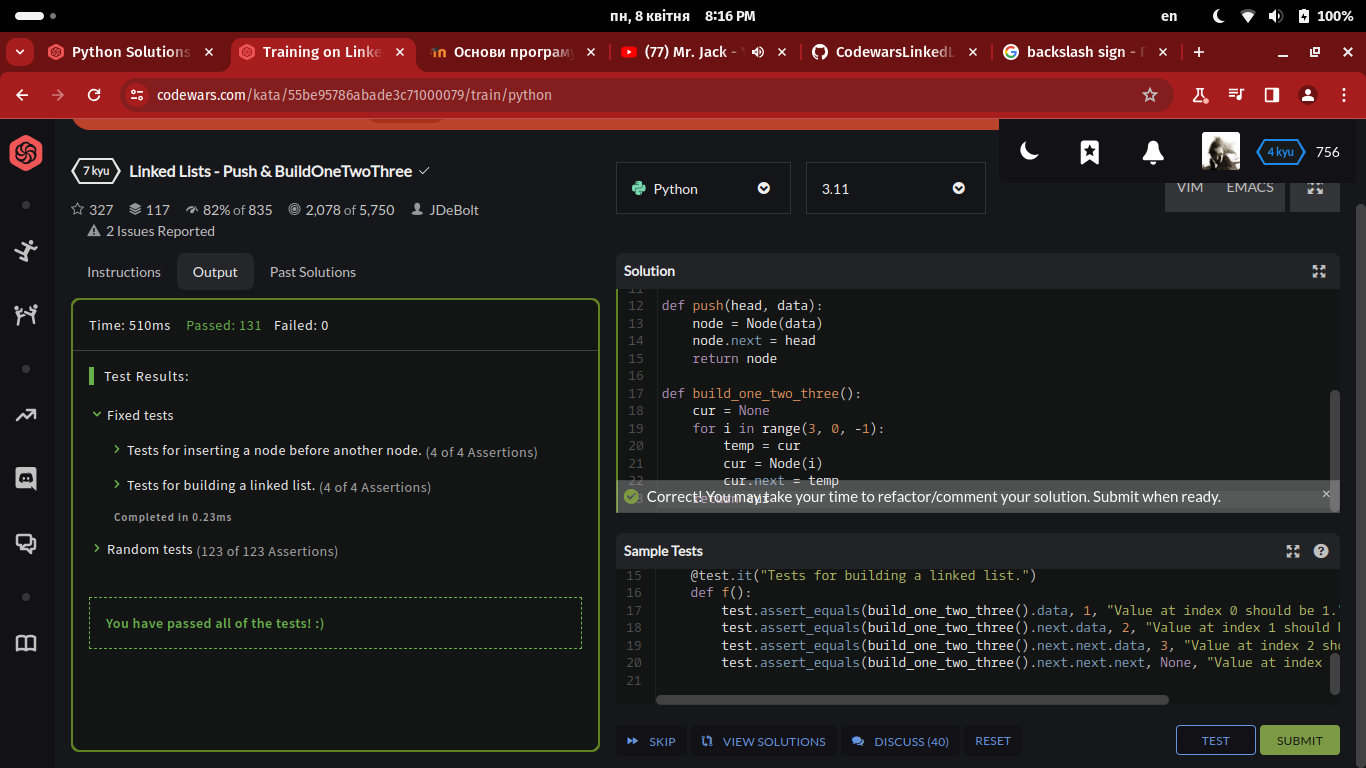 пн, 8 квітня 8:16 PM
en
100%
Python Solutions
Training on Linke
Основи програм
(77) Mr. Jack -
CodewarsLinkedL
backslash sign -
codewars.com/kata/55be95786abade3c71000079/train/python
7 kyu
Linked Lists - Push & BuildOneTwoThree
327
117
82% of 835
2,078 of 5,750
JDeBolt
2 Issues Reported
Python
3.11
4 kyu
756
VIM
EMACS
Instructions
Output
Past Solutions
Time: 510ms Passed: 131 Failed: 0
Test Results:
Fixed tests
Tests for inserting a node before another node. (4 of 4 Assertions)
Tests for building a linked list. (4 of 4 Assertions)
Completed in 0.23ms
Random tests (123 of 123 Assertions)
You have passed all of the tests! :)
Solution
11
12 def push(head, data):
13 node = Node(data)
14 node.next = head
15 return node
16
17 def build_one_two_three():
18 cur = None
19 for i in range(3, 0, -1):
20 temp = cur
21 cur = Node(i)
22 cur.next = temp
return cur
Correct! You may take your time to refactor/comment your solution. Submit when ready.
Sample Tests
15 @test.it("Tests for building a linked list.")
16 def f():
17 test.assert_equals(build_one_two_three().data, 1, "Value at index 0 should be 1.
18 test.assert_equals(build_one_two_three().next.data, 2, "Value at index 1 should
19 test.assert_equals(build_one_two_three().next.next.data, 3, "Value at index 2 sho
20 test.assert_equals(build_one_two_three().next.next.next, None, "Value at index
21
SKIP
VIEW SOLUTIONS
DISCUSS (40)
RESET
TEST
SUBMIT